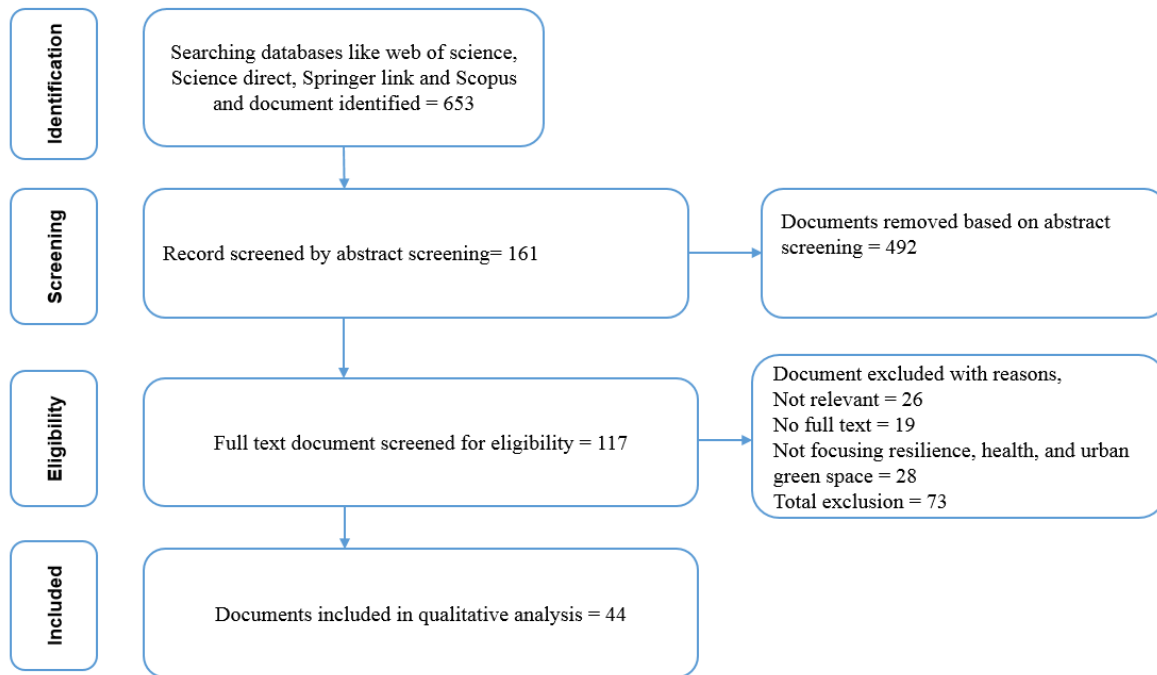 Identification
Searching databases like web of science,
Science direct, Springer link and Scopus
and document identified = 653
Screening
Record screened by abstract screening= 161
Documents removed based on abstract
screening = 492
Eligibility
Full text document screened for eligibility = 117
Document excluded with reasons,
Not relevant = 26
No full text = 19
Not focusing resilience, health, and urban
green space = 28
Total exclusion = 73
Included
Documents included in qualitative analysis = 44